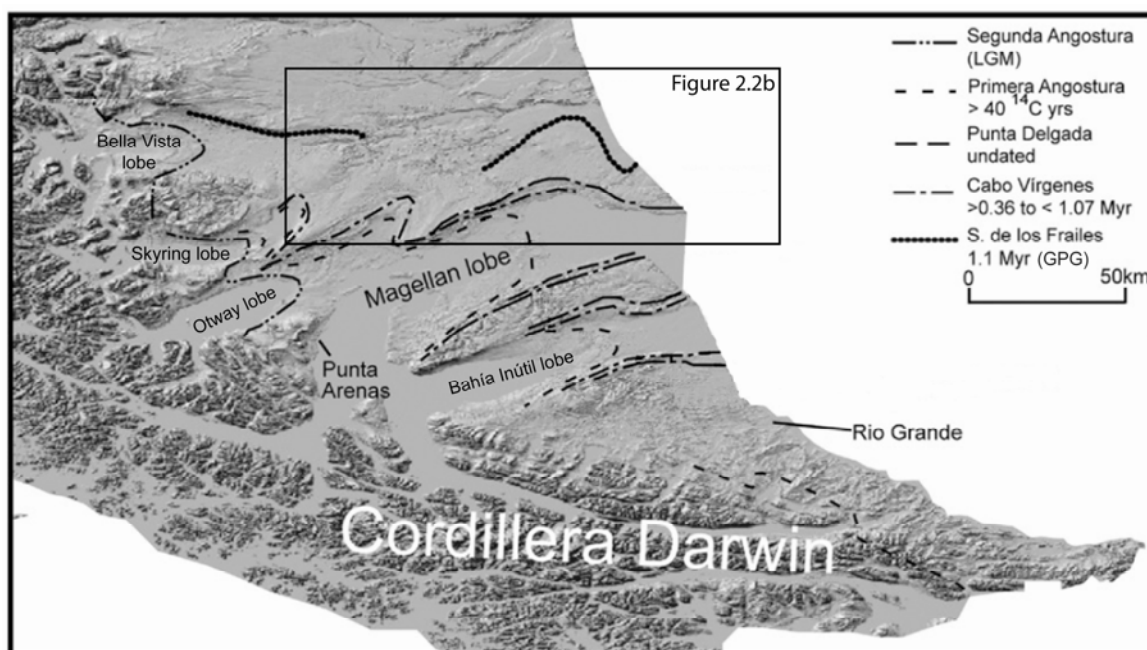 Figure 2.2b
Segunda Angostura
(LGM)
Primera Angostura
> 40 ¹⁴C yrs
Punta Delgada
undated
Cabo Vírgenes
>0.36 to < 1.07 Myr
S. de los Frailes
1.1 Myr (GPG)
0 50km
Bella Vista
lobe
Skyring lobe
Otway lobe
Magellan lobe
Punta
Arenas
Bahía Inútil lobe
Rio Grande
Cordillera Darwin